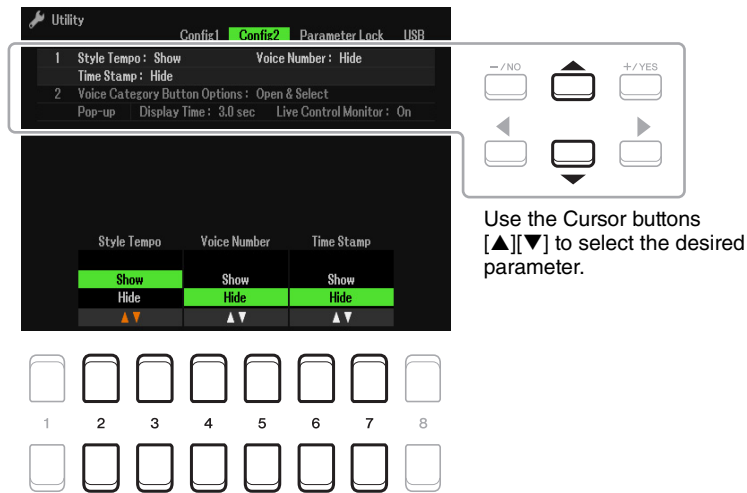 Utility
Config1 Config2 Parameter Lock USB
1 Style Tempo : Show Voice Number : Hide
Time Stamp : Hide
2 Voice Category Button Options : Open & Select
Pop-up Display Time : 3.0 sec Live Control Monitor : On
−/NO ▲ +/YES
◀ ▶
▼
Use the Cursor buttons
[▲][▼] to select the desired
parameter.
Style Tempo Voice Number Time Stamp
Show Show Show
Hide Hide Hide
▲▼ ▲▼ ▲▼
1 2 3 4 5 6 7 8